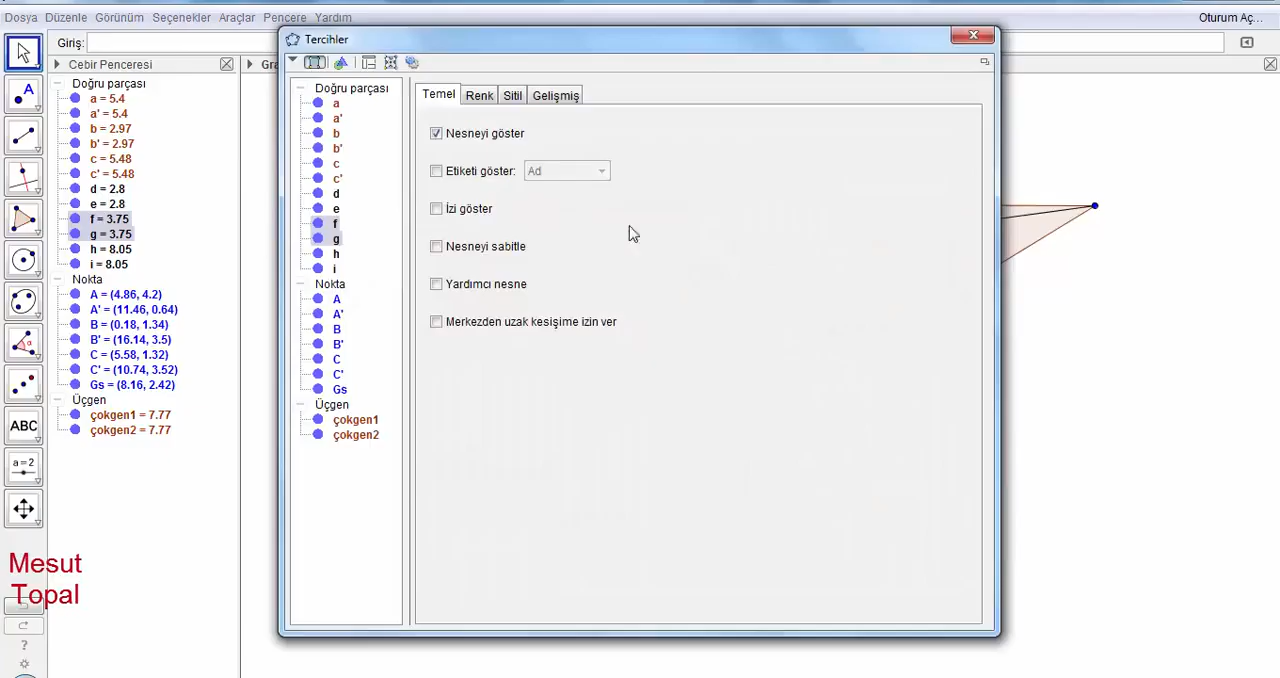 Dosya Düzenle Görünüm Seçenekler Araçlar Pencere Yardım
Oturum Aç...
Giriş:
Cebir Penceresi
Gra
Doğru parçası
a = 5.4
a' = 5.4
b = 2.97
b' = 2.97
c = 5.48
c' = 5.48
d = 2.8
e = 2.8
f = 3.75
g = 3.75
h = 8.05
i = 8.05
Nokta
A = (4.86, 4.2)
A' = (11.46, 0.64)
B = (0.18, 1.34)
B' = (16.14, 3.5)
C = (5.58, 1.32)
C' = (10.74, 3.52)
Gs = (8.16, 2.42)
Üçgen
çokgen1 = 7.77
çokgen2 = 7.77
A
α
ABC
a=2
Mesut
Topal
?
Tercihler
Doğru parçası
a
a'
b
b'
c
c'
d
e
f
g
h
i
Nokta
A
A'
B
B'
C
C'
Gs
Üçgen
çokgen1
çokgen2
Temel Renk Sitil Gelişmiş
Nesneyi göster
Etiketi göster: Ad
İzi göster
Nesneyi sabitle
Yardımcı nesne
Merkezden uzak kesişime izin ver